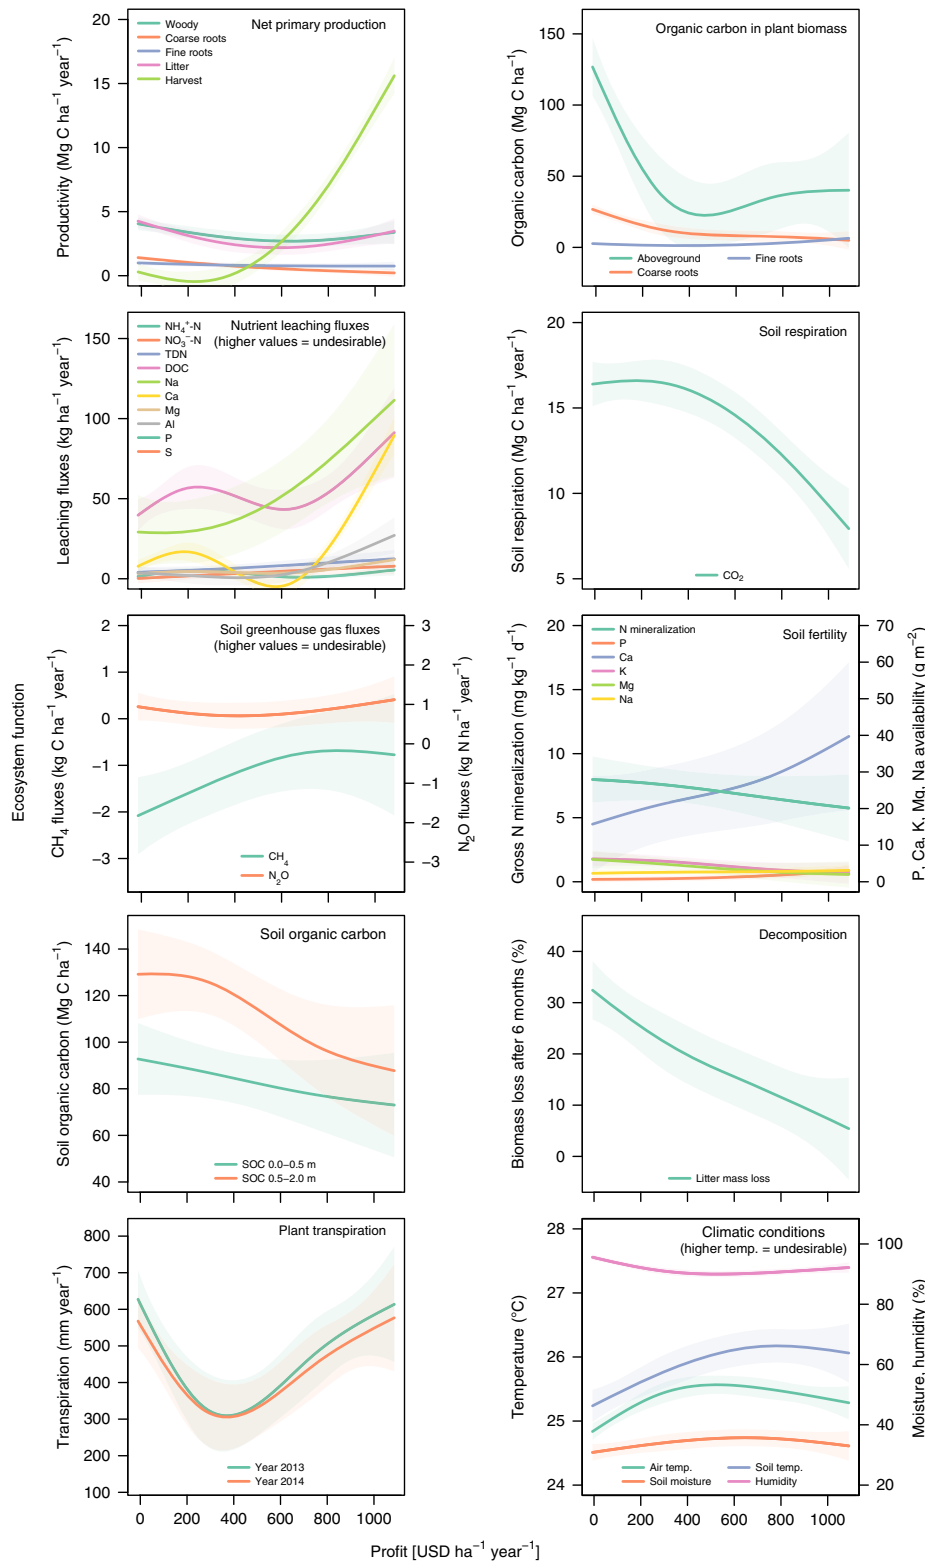 Net primary production
Woody
Coarse roots
Fine roots
Litter
Harvest
Productivity (Mg C ha⁻¹ year⁻¹)
20
15
10
5
0
0 200 400 600 800 1000
Organic carbon in plant biomass
Organic carbon (Mg C ha⁻¹)
150
100
50
0
Aboveground
Coarse roots
Fine roots
Nutrient leaching fluxes
(higher values = undesirable)
NH₄⁺-N
NO₃⁻-N
TDN
DOC
Na
Ca
Mg
Al
P
S
Leaching fluxes (kg ha⁻¹ year⁻¹)
150
100
50
0
Soil respiration
Soil respiration (Mg C ha⁻¹ year⁻¹)
20
15
10
5
CO₂
Ecosystem function
Soil greenhouse gas fluxes
(higher values = undesirable)
CH₄ fluxes (kg C ha⁻¹ year⁻¹)
2
1
0
−1
−2
−3
CH₄
N₂O
3
2
1
0
−1
−2
−3
N₂O fluxes (kg N ha⁻¹ year⁻¹)
Soil fertility
N mineralization
P
Ca
K
Mg
Na
Gross N mineralization (mg kg⁻¹ d⁻¹)
20
15
10
5
0
70
60
50
40
30
20
10
0
P, Ca, K, Mg, Na availability (g m⁻²)
Soil organic carbon
Soil organic carbon (Mg C ha⁻¹)
140
120
100
80
60
40
SOC 0.0–0.5 m
SOC 0.5–2.0 m
Decomposition
Biomass loss after 6 months (%)
40
30
20
10
0
Litter mass loss
Plant transpiration
Transpiration (mm year⁻¹)
800
700
600
500
400
300
200
100
Year 2013
Year 2014
0 200 400 600 800 1000
Climatic conditions
(higher temp. = undesirable)
Temperature (°C)
28
27
26
25
24
Air temp.
Soil moisture
Soil temp.
Humidity
100
80
60
40
20
Moisture, humidity (%)
0 200 400 600 800 1000
Profit [USD ha⁻¹ year⁻¹]